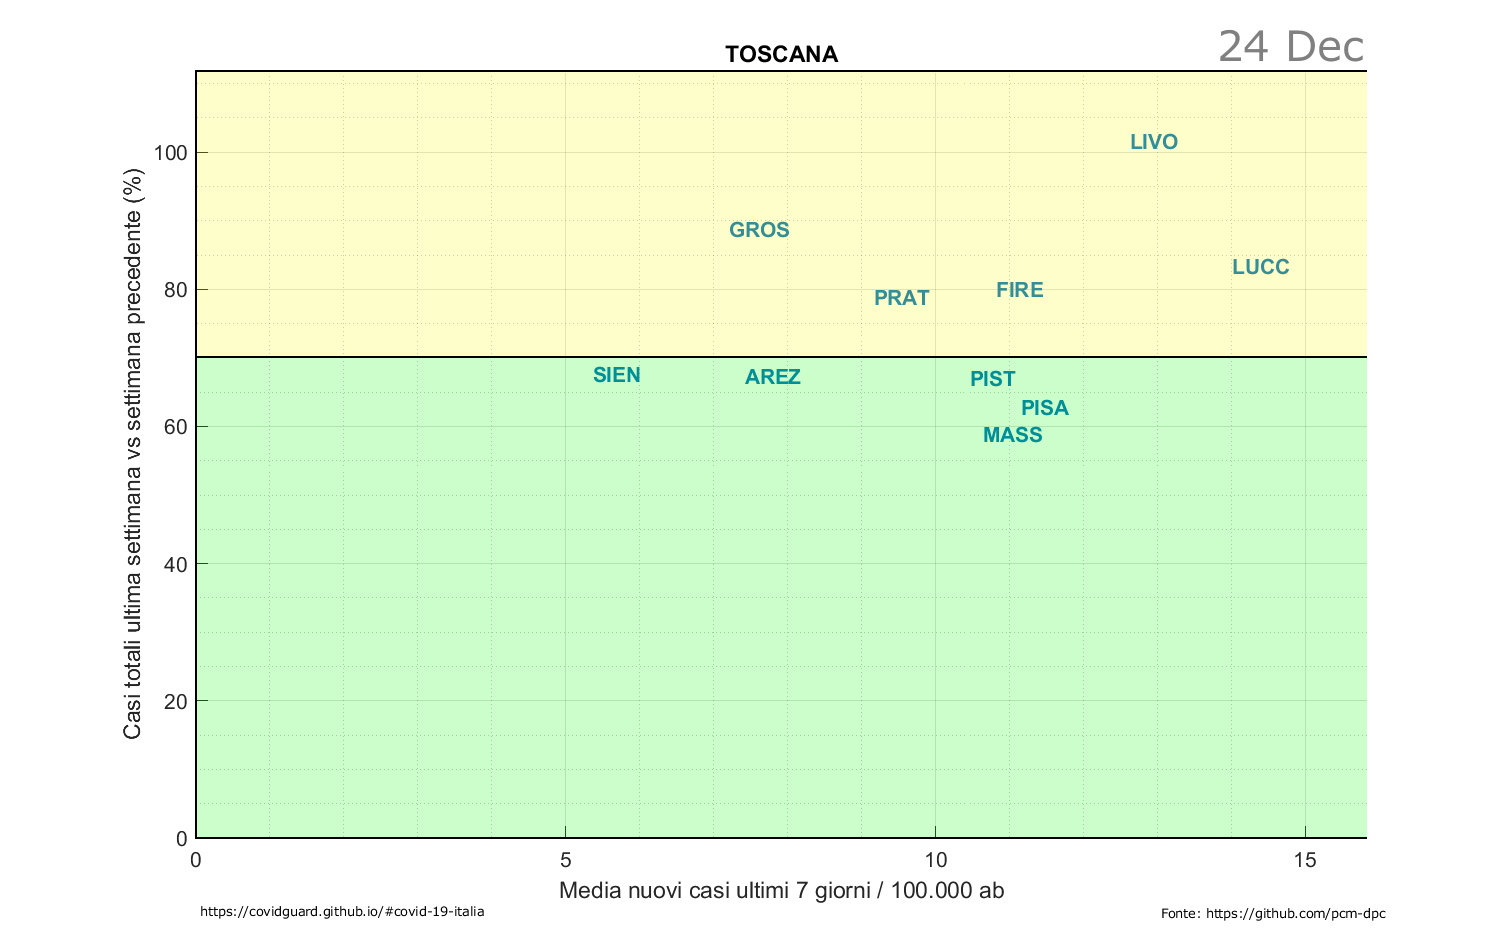 TOSCANA
24 Dec
Casi totali ultima settimana vs settimana precedente (%)
100
80
60
40
20
0
LIVO
GROS
LUCC
FIRE
PRAT
SIEN
AREZ
PIST
PISA
MASS
0
5
10
15
Media nuovi casi ultimi 7 giorni / 100.000 ab
https://covidguard.github.io/#covid-19-italia
Fonte: https://github.com/pcm-dpc